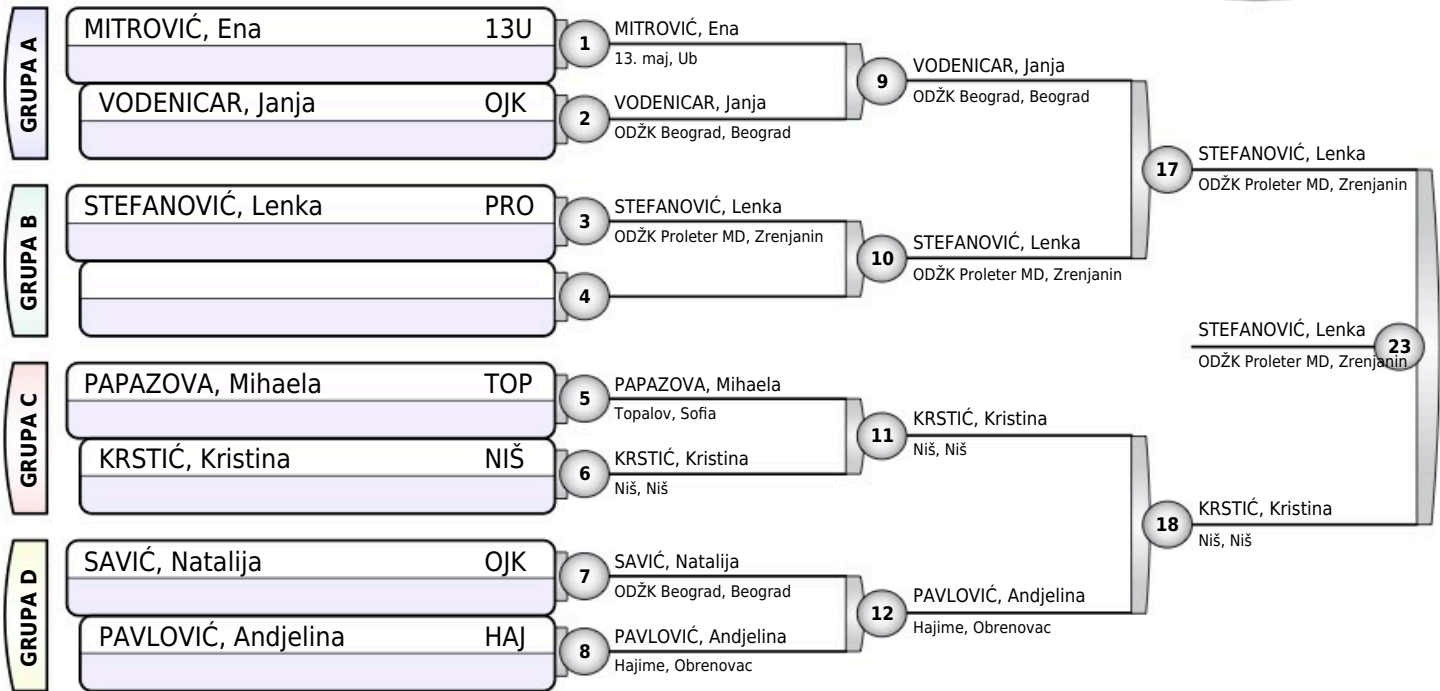 GRUPA A
MITROVIĆ, Ena 13U
VODENICAR, Janja OJK
1
MITROVIĆ, Ena
13. maj, Ub
2
VODENICAR, Janja
ODŽK Beograd, Beograd
9
VODENICAR, Janja
ODŽK Beograd, Beograd
GRUPA B
STEFANOVIĆ, Lenka PRO
3
STEFANOVIĆ, Lenka
ODŽK Proleter MD, Zrenjanin
4
10
STEFANOVIĆ, Lenka
ODŽK Proleter MD, Zrenjanin
17
STEFANOVIĆ, Lenka
ODŽK Proleter MD, Zrenjanin
GRUPA C
PAPAZOVA, Mihaela TOP
KRSTIĆ, Kristina NIŠ
5
PAPAZOVA, Mihaela
Topalov, Sofia
6
KRSTIĆ, Kristina
Niš, Niš
11
KRSTIĆ, Kristina
Niš, Niš
GRUPA D
SAVIĆ, Natalija OJK
PAVLOVIĆ, Andjelina HAJ
7
SAVIĆ, Natalija
ODŽK Beograd, Beograd
8
PAVLOVIĆ, Andjelina
Hajime, Obrenovac
12
PAVLOVIĆ, Andjelina
Hajime, Obrenovac
18
KRSTIĆ, Kristina
Niš, Niš
STEFANOVIĆ, Lenka
ODŽK Proleter MD, Zrenjanin
23